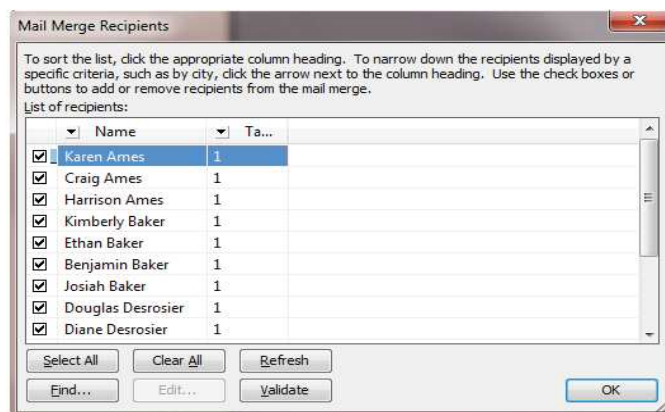 Mail Merge Recipients
To sort the list, click the appropriate column heading. To narrow down the recipients displayed by a
specific criteria, such as by city, click the arrow next to the column heading. Use the check boxes or
buttons to add or remove recipients from the mail merge.
List of recipients:
Name Ta...
Karen Ames 1
Craig Ames 1
Harrison Ames 1
Kimberly Baker 1
Ethan Baker 1
Benjamin Baker 1
Josiah Baker 1
Douglas Desrosier 1
Diane Desrosier 1
Select All Clear All Refresh
Find... Edit... Validate OK